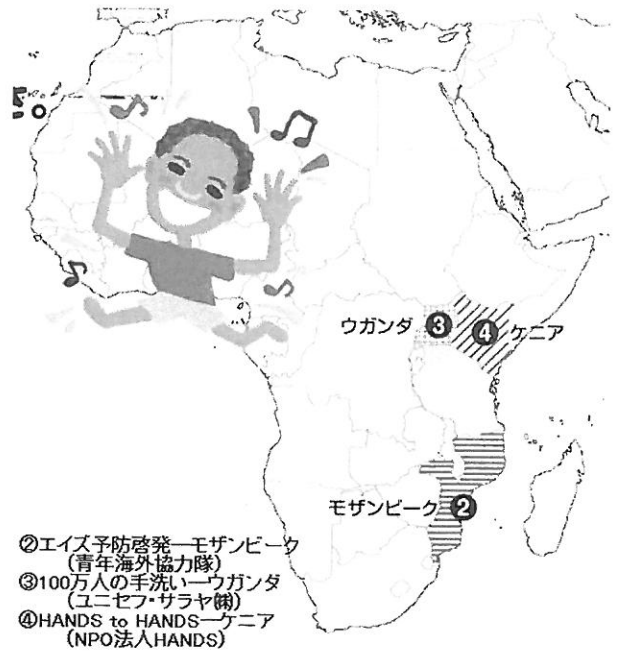 ウガンダ ❸ ❹ ケニア
モザンビーク ❷
②エイズ予防啓発―モザンビーク
(青年海外協力隊)
③100万人の手洗い―ウガンダ
(ユニセフ・サラヤ㈱)
④HANDS to HANDS―ケニア
(NPO法人HANDS)